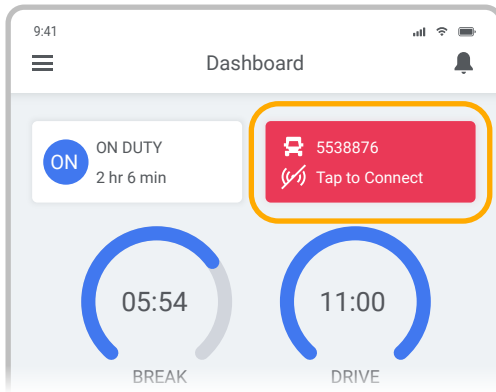 9:41
Dashboard
ON
ON DUTY
2 hr 6 min
5538876
Tap to Connect
05:54
BREAK
11:00
DRIVE